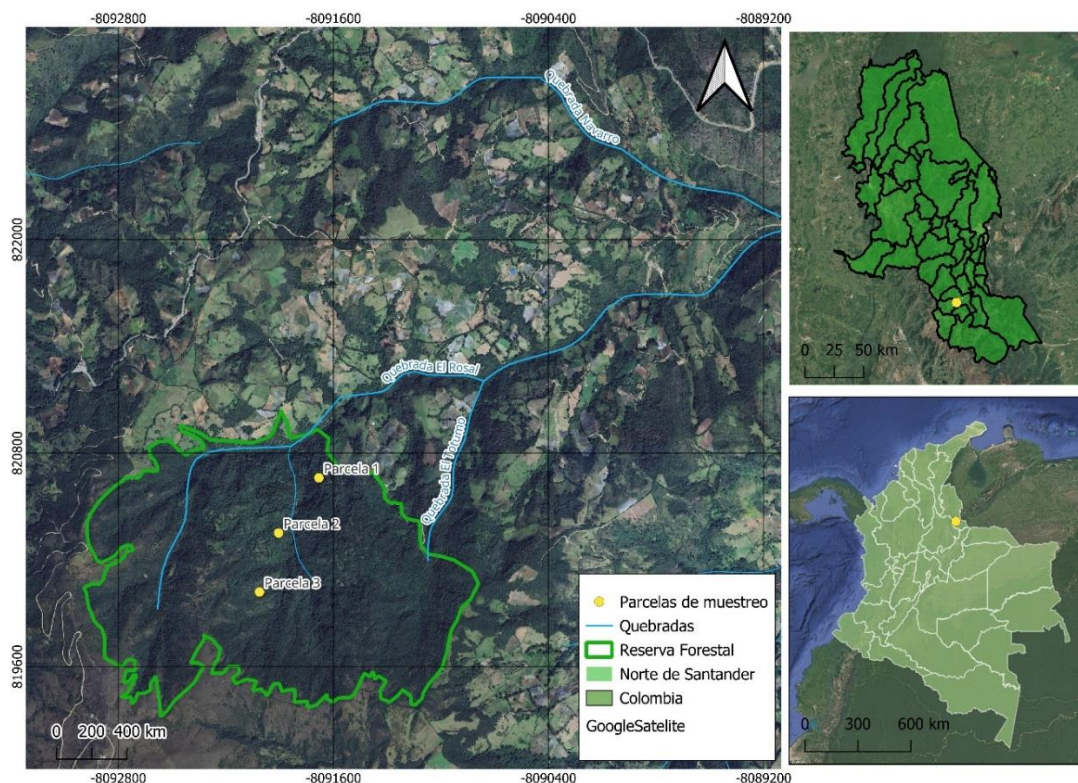 -8092800 -8091600 -8090400 -8089200
Quebrada Navarro
822000
Quebrada El Rosal
820800
Parcela 1
Quebrada El Totumo
Parcela 2
Parcela 3
819600
0 200 400 km
-8092800 -8091600 -8090400 -8089200
Parcelas de muestreo
Quebradas
Reserva Forestal
Norte de Santander
Colombia
GoogleSatelite
0 25 50 km
0 300 600 km